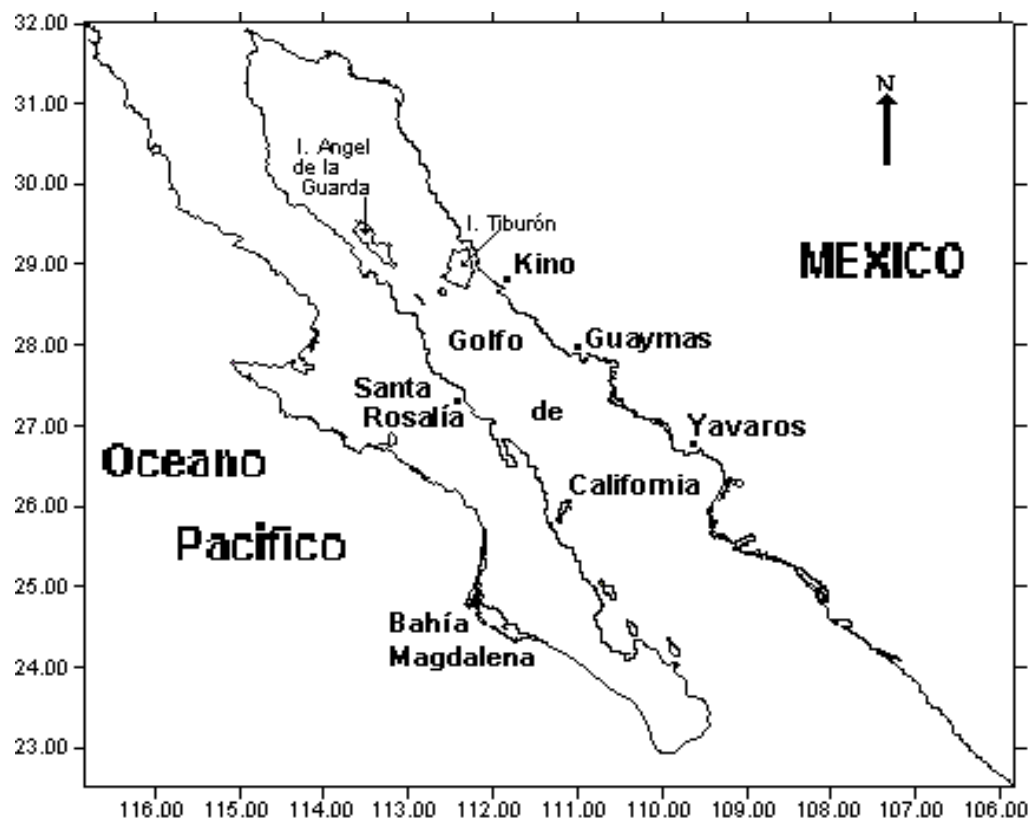 32.00
31.00
30.00
29.00
28.00
27.00
26.00
25.00
24.00
23.00
N
I. Angel
de la
Guarda
I. Tiburón
Kino
MEXICO
Golfo
Guaymas
Santa
Rosalía
de
Yavaros
Oceano
California
Pacifico
Bahía
Magdalena
116.00 115.00 114.00 113.00 112.00 111.00 110.00 109.00 108.00 107.00 106.00